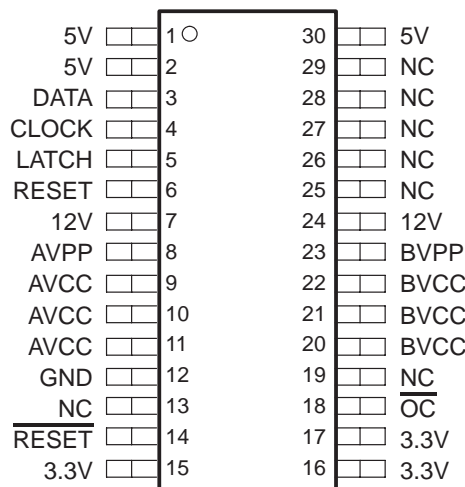 5V 1 30 5V
5V 2 29 NC
DATA 3 28 NC
CLOCK 4 27 NC
LATCH 5 26 NC
RESET 6 25 NC
12V 7 24 12V
AVPP 8 23 BVPP
AVCC 9 22 BVCC
AVCC 10 21 BVCC
AVCC 11 20 BVCC
GND 12 19 NC
NC 13 18 O̅C̅
R̅E̅S̅E̅T̅ 14 17 3.3V
3.3V 15 16 3.3V